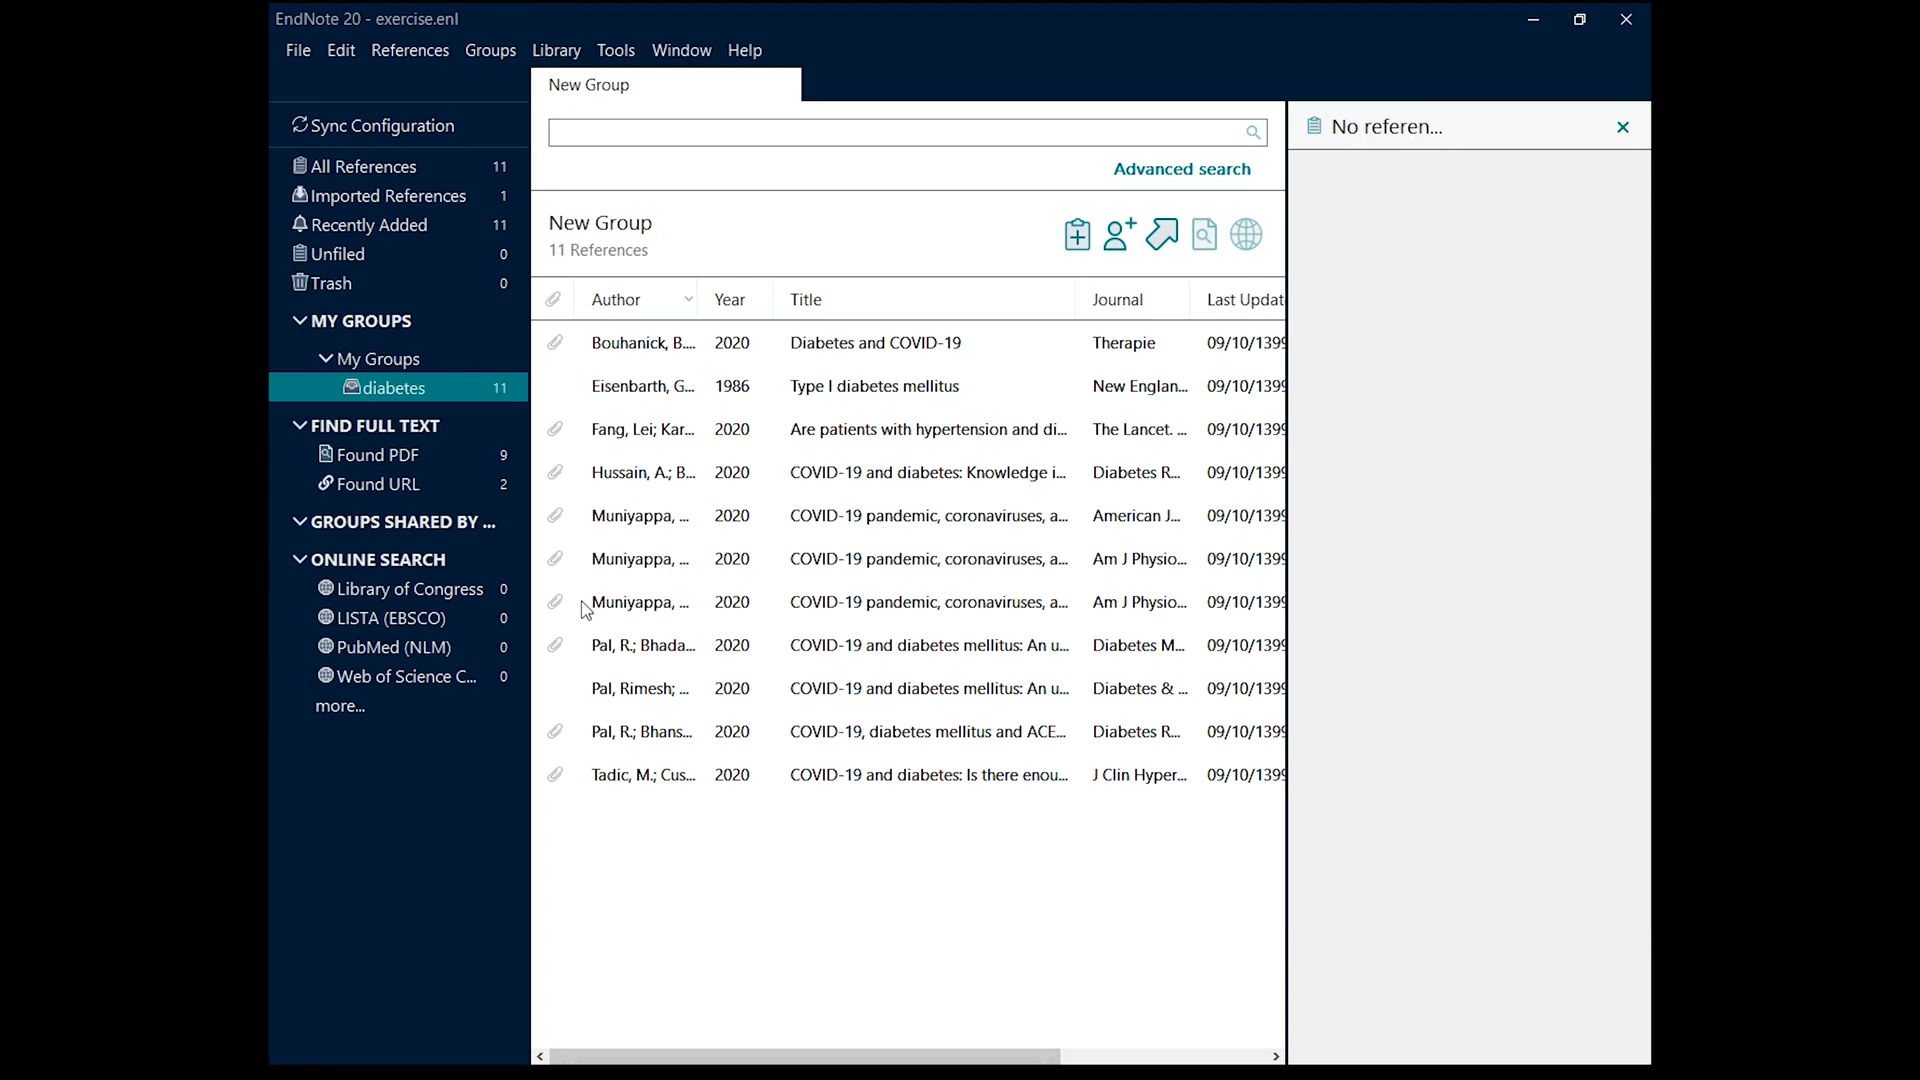 EndNote 20 - exercise.enl
File Edit References Groups Library Tools Window Help
New Group
Sync Configuration
All References 11
Imported References 1
Recently Added 11
Unfiled 0
Trash 0
MY GROUPS
My Groups
diabetes 11
FIND FULL TEXT
Found PDF 9
Found URL 2
GROUPS SHARED BY ...
ONLINE SEARCH
Library of Congress 0
LISTA (EBSCO) 0
PubMed (NLM) 0
Web of Science C... 0
more...
Advanced search
New Group
11 References
Author Year Title Journal Last Updat
Bouhanick, B.... 2020 Diabetes and COVID-19 Therapie 09/10/1399
Eisenbarth, G... 1986 Type I diabetes mellitus New Englan... 09/10/1399
Fang, Lei; Kar... 2020 Are patients with hypertension and di... The Lancet. ... 09/10/1399
Hussain, A.; B... 2020 COVID-19 and diabetes: Knowledge i... Diabetes R... 09/10/1399
Muniyappa, ... 2020 COVID-19 pandemic, coronaviruses, a... American J... 09/10/1399
Muniyappa, ... 2020 COVID-19 pandemic, coronaviruses, a... Am J Physio... 09/10/1399
Muniyappa, ... 2020 COVID-19 pandemic, coronaviruses, a... Am J Physio... 09/10/1399
Pal, R.; Bhada... 2020 COVID-19 and diabetes mellitus: An u... Diabetes M... 09/10/1399
Pal, Rimesh; ... 2020 COVID-19 and diabetes mellitus: An u... Diabetes & ... 09/10/1399
Pal, R.; Bhans... 2020 COVID-19, diabetes mellitus and ACE... Diabetes R... 09/10/1399
Tadic, M.; Cus... 2020 COVID-19 and diabetes: Is there enou... J Clin Hyper... 09/10/1399
No referen...